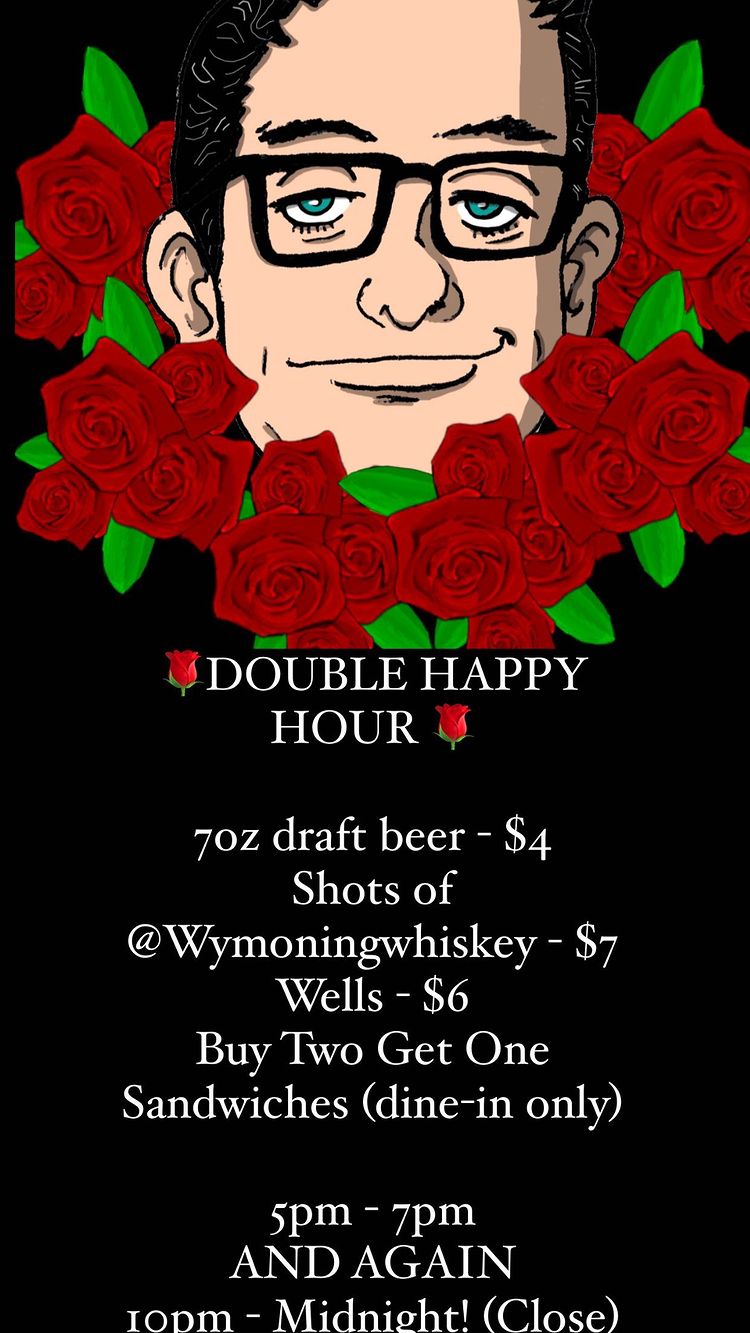 🌹DOUBLE HAPPY
HOUR 🌹
7oz draft beer - $4
Shots of
@Wymoningwhiskey - $7
Wells - $6
Buy Two Get One
Sandwiches (dine-in only)
5pm - 7pm
AND AGAIN
10pm - Midnight! (Close)